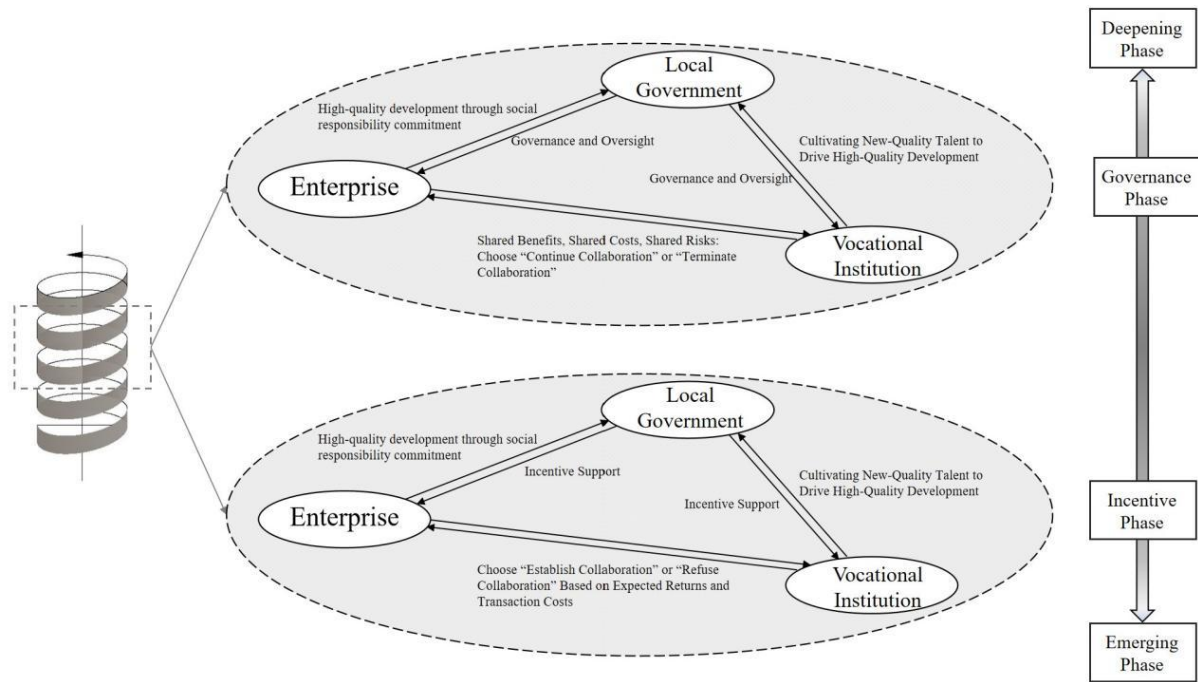 Local
Government
High-quality development through social
responsibility commitment
Governance and Oversight
Cultivating New-Quality Talent to
Drive High-Quality Development
Governance and Oversight
Enterprise
Shared Benefits, Shared Costs, Shared Risks:
Choose “Continue Collaboration” or “Terminate
Collaboration”
Vocational
Institution
Local
Government
High-quality development through social
responsibility commitment
Incentive Support
Cultivating New-Quality Talent to
Drive High-Quality Development
Incentive Support
Enterprise
Choose “Establish Collaboration” or “Refuse
Collaboration” Based on Expected Returns and
Transaction Costs
Vocational
Institution
Deepening
Phase
Governance
Phase
Incentive
Phase
Emerging
Phase